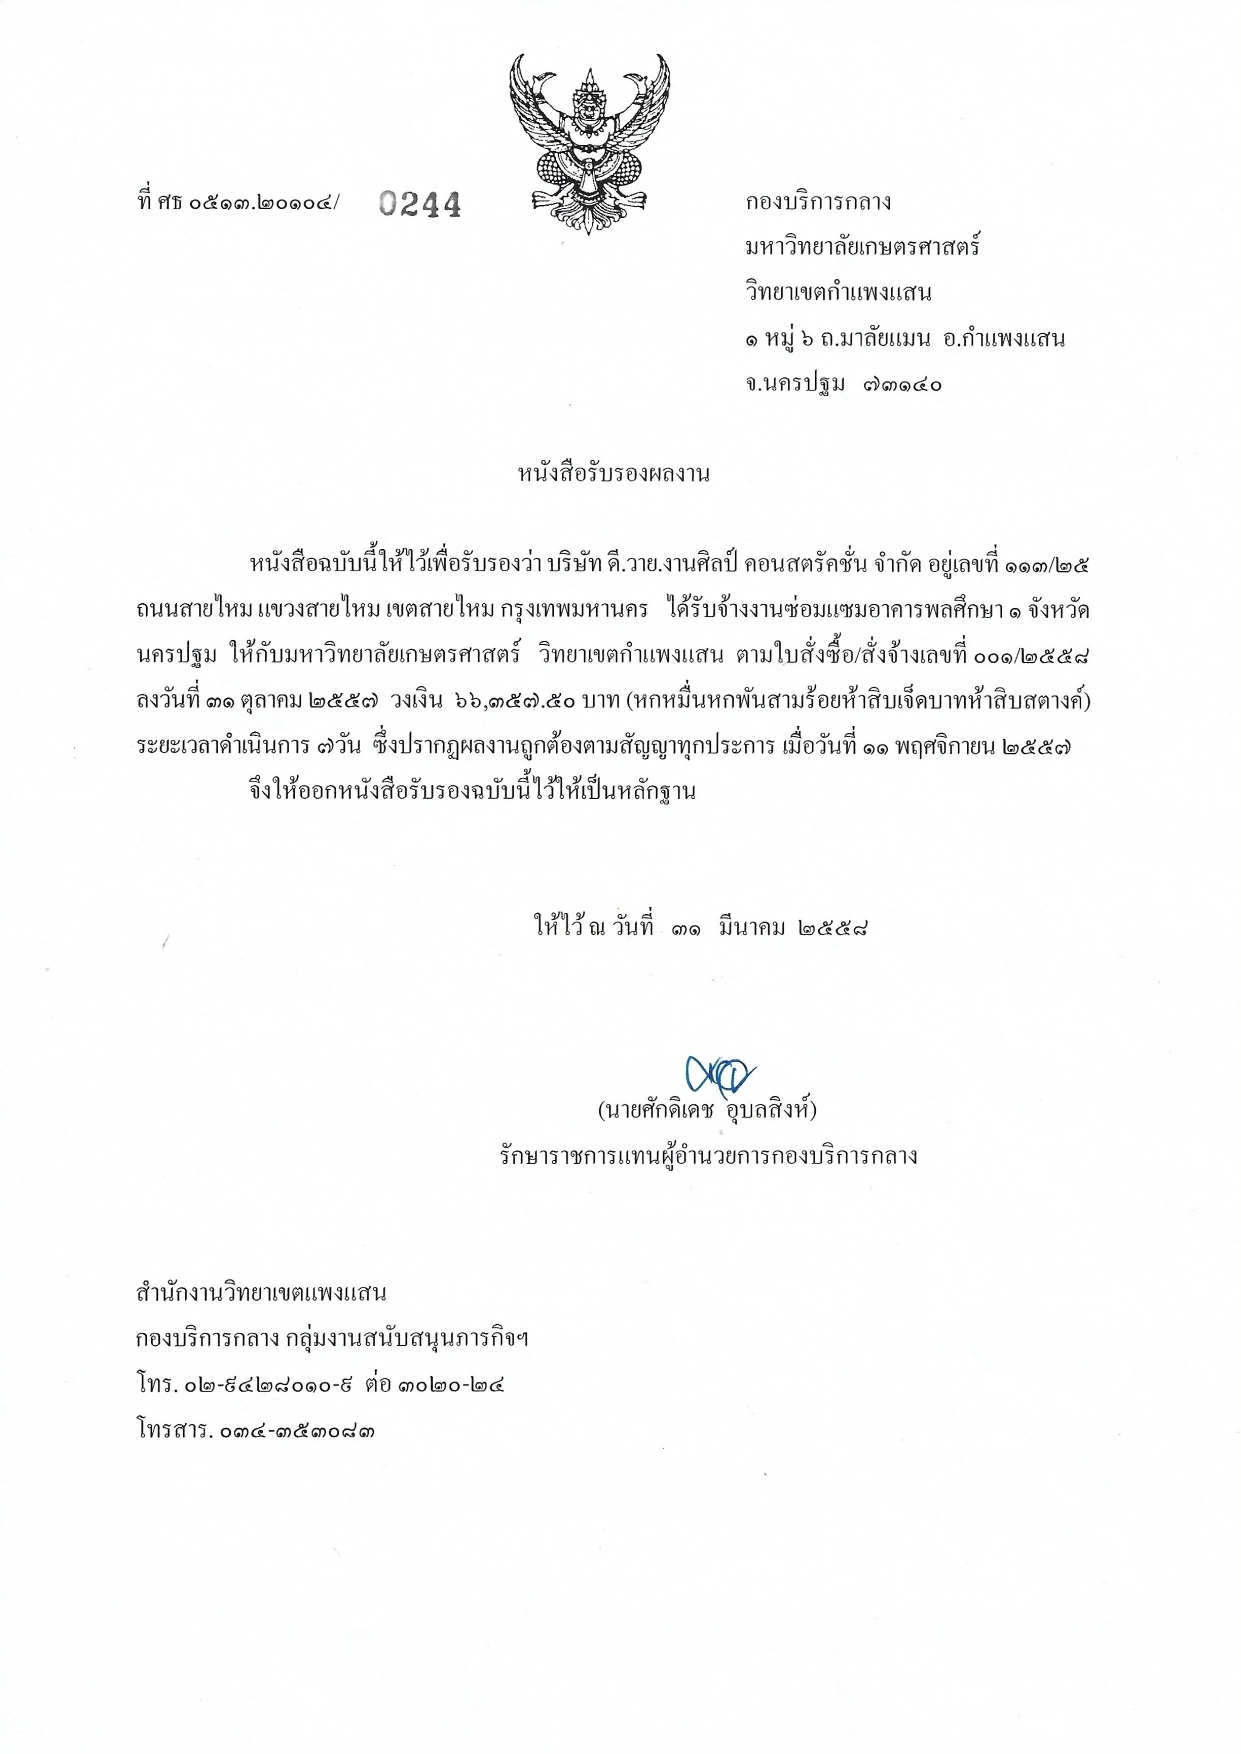 ที่ ศธ ๐๕๑๓.๒๐๑๐๔/ 0244
กองบริการกลาง
มหาวิทยาลัยเกษตรศาสตร์
วิทยาเขตกำแพงแสน
๑ หมู่ ๖ ถ.มาลัยแมน อ.กำแพงแสน
จ.นครปฐม ๗๓๑๔๐
หนังสือรับรองผลงาน
หนังสือฉบับนี้ให้ไว้เพื่อรับรองว่า บริษัท ดี.วาย.งานศิลป์ คอนสตรัคชั่น จำกัด อยู่เลขที่ ๑๑๓/๒๕
ถนนสายไหม แขวงสายไหม เขตสายไหม กรุงเทพมหานคร ได้รับจ้างงานซ่อมแซมอาคารพลศึกษา ๑ จังหวัด
นครปฐม ให้กับมหาวิทยาลัยเกษตรศาสตร์ วิทยาเขตกำแพงแสน ตามใบสั่งซื้อ/สั่งจ้างเลขที่ ๐๐๑/๒๕๕๘
ลงวันที่ ๓๑ ตุลาคม ๒๕๕๗ วงเงิน ๖๖,๓๕๗.๕๐ บาท (หกหมื่นหกพันสามร้อยห้าสิบเจ็ดบาทห้าสิบสตางค์)
ระยะเวลาดำเนินการ ๗วัน ซึ่งปรากฏผลงานถูกต้องตามสัญญาทุกประการ เมื่อวันที่ ๑๑ พฤศจิกายน ๒๕๕๗
จึงให้ออกหนังสือรับรองฉบับนี้ไว้ให้เป็นหลักฐาน
ให้ไว้ ณ วันที่ ๓๑ มีนาคม ๒๕๕๘
(นายศักดิเดช อุบลสิงห์)
รักษาราชการแทนผู้อำนวยการกองบริการกลาง
สำนักงานวิทยาเขตแพงแสน
กองบริการกลาง กลุ่มงานสนับสนุนภารกิจฯ
โทร. ๐๒-๙๔๒๘๐๑๐-๙ ต่อ ๓๐๒๐-๒๔
โทรสาร. ๐๓๔-๓๕๓๐๘๓